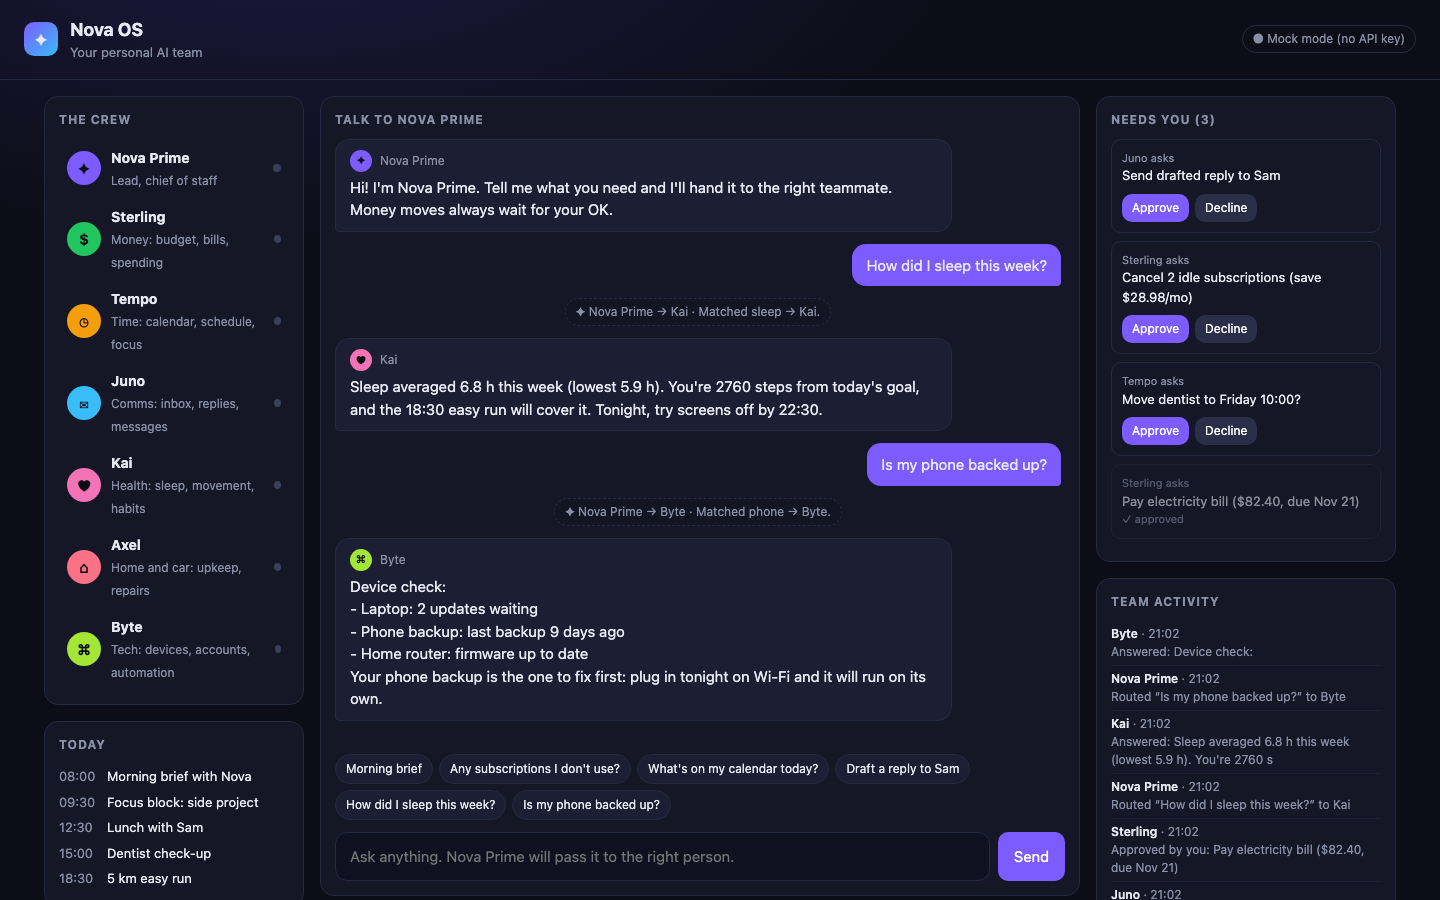 Nova OS
Your personal AI team
Mock mode (no API key)
THE CREW
Nova Prime
Lead, chief of staff
Sterling
$
Money: budget, bills,
spending
Tempo
Time: calendar, schedule,
focus
Juno
Comms: inbox, replies,
messages
Kai
Health: sleep, movement,
habits
Axel
Home and car: upkeep,
repairs
Byte
⌘
Tech: devices, accounts,
automation
TODAY
08:00 Morning brief with Nova
09:30 Focus block: side project
12:30 Lunch with Sam
15:00 Dentist check-up
18:30 5 km easy run
TALK TO NOVA PRIME
Nova Prime
Hi! I'm Nova Prime. Tell me what you need and I'll hand it to the right teammate.
Money moves always wait for your OK.
How did I sleep this week?
✦ Nova Prime → Kai · Matched sleep → Kai.
Kai
Sleep averaged 6.8 h this week (lowest 5.9 h). You're 2760 steps from today's goal,
and the 18:30 easy run will cover it. Tonight, try screens off by 22:30.
Is my phone backed up?
✦ Nova Prime → Byte · Matched phone → Byte.
⌘ Byte
Device check:
- Laptop: 2 updates waiting
- Phone backup: last backup 9 days ago
- Home router: firmware up to date
Your phone backup is the one to fix first: plug in tonight on Wi-Fi and it will run on its
own.
Morning brief
Any subscriptions I don't use?
What's on my calendar today?
Draft a reply to Sam
How did I sleep this week?
Is my phone backed up?
Ask anything. Nova Prime will pass it to the right person.
Send
NEEDS YOU (3)
Juno asks
Send drafted reply to Sam
Approve Decline
Sterling asks
Cancel 2 idle subscriptions (save
$28.98/mo)
Approve Decline
Tempo asks
Move dentist to Friday 10:00?
Approve Decline
Sterling asks
Pay electricity bill ($82.40, due Nov 21)
✓ approved
TEAM ACTIVITY
Byte · 21:02
Answered: Device check:
Nova Prime · 21:02
Routed “Is my phone backed up?” to Byte
Kai · 21:02
Answered: Sleep averaged 6.8 h this week
(lowest 5.9 h). You're 2760 s
Nova Prime · 21:02
Routed “How did I sleep this week?” to Kai
Sterling · 21:02
Approved by you: Pay electricity bill ($82.40,
due Nov 21)
Juno · 21:02